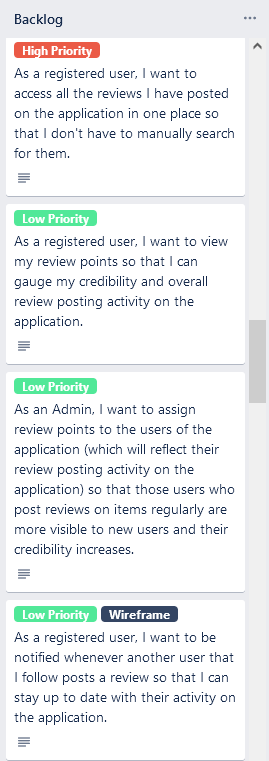 Backlog
High Priority
As a registered user, I want to
access all the reviews I have posted
on the application in one place so
that I don't have to manually search
for them.
Low Priority
As a registered user, I want to view
my review points so that I can
gauge my credibility and overall
review posting activity on the
application.
Low Priority
As an Admin, I want to assign
review points to the users of the
application (which will reflect their
review posting activity on the
application) so that those users who
post reviews on items regularly are
more visible to new users and their
credibility increases.
Low Priority Wireframe
As a registered user, I want to be
notified whenever another user that
I follow posts a review so that I can
stay up to date with their activity on
the application.